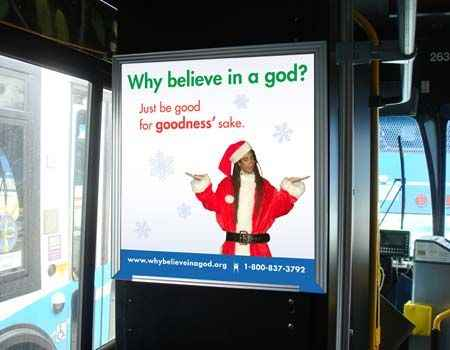 263
Why believe in a god?
Just be good
for goodness' sake.
www.whybelieveinagod.org 1-800-837-3792